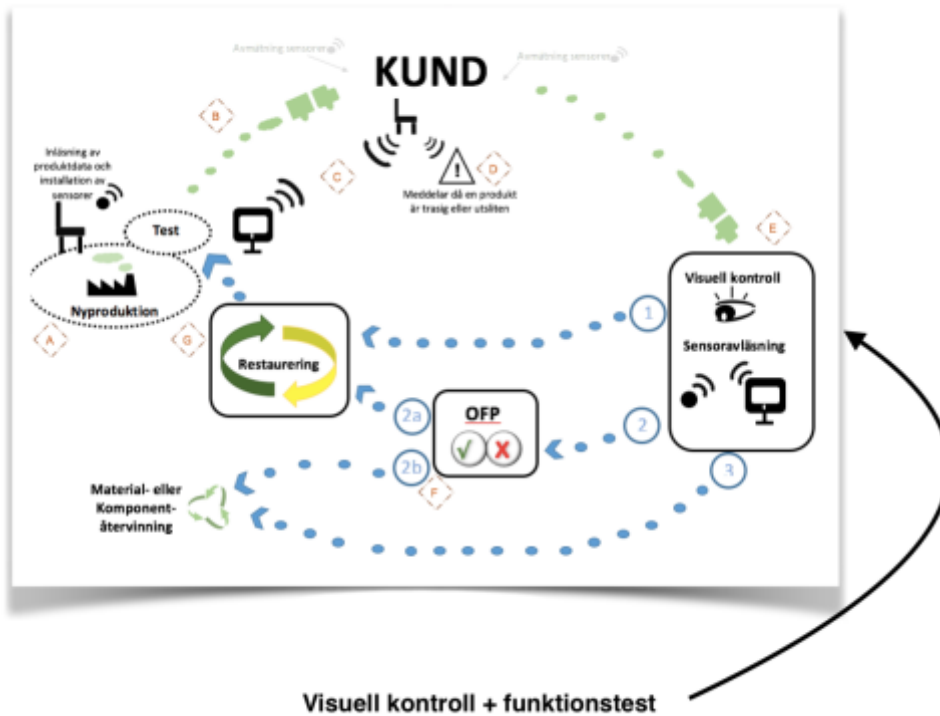 Avmätning sensorer
Avmätning sensorer
KUND
B
Inläsning av
produktdata och
installation av
sensorer
C
!
D
Meddelar då en produkt
är trasig eller utsliten
Test
E
Nyproduktion
Visuell kontroll
A
G
1
Sensoravläsning
Restaurering
2a
OFP
2
2b
3
F
Material- eller
Komponent-
återvinning
Visuell kontroll + funktionstest